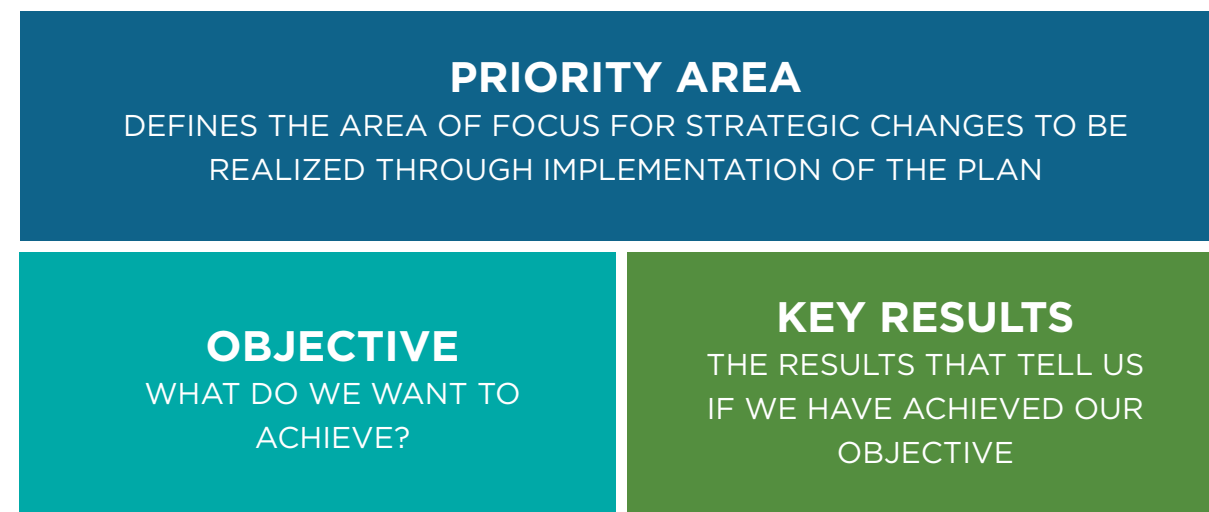 PRIORITY AREA
DEFINES THE AREA OF FOCUS FOR STRATEGIC CHANGES TO BE
REALIZED THROUGH IMPLEMENTATION OF THE PLAN
OBJECTIVE
WHAT DO WE WANT TO
ACHIEVE?
KEY RESULTS
THE RESULTS THAT TELL US
IF WE HAVE ACHIEVED OUR
OBJECTIVE